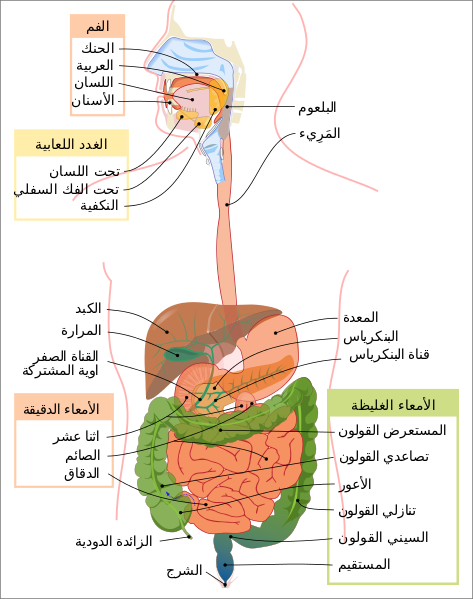 الفم
الحنك
العربية
اللسان
الأسنان
الغدد اللعابية
تحت اللسان
تحت الفك السفلي
النكفية
البلعوم
المَرِيء
الكبد
المرارة
القناة الصفر
اوية المشتركة
المعدة
البنكرياس
قناة البنكرياس
الأمعاء الدقيقة
اثنا عشر
الصائم
الدقاق
الأمعاء الغليظة
المستعرض القولون
تصاعدي القولون
الأعور
تنازلي القولون
السيني القولون
المستقيم
الزائدة الدودية
الشرج